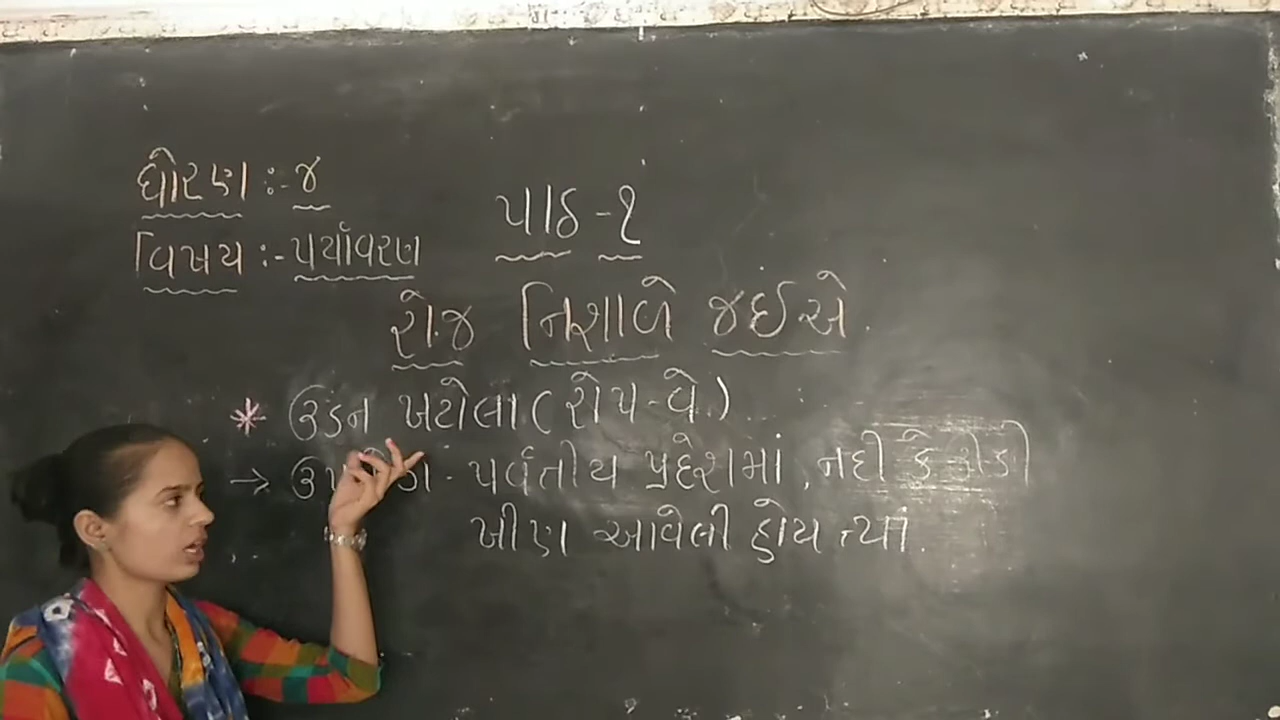 ધોરણ :- ૪
વિષય :- પર્યાવરણ
પાઠ - ૧
રોજ નિશાળે જઈએ.
* ઉડન ખટોલા (રોપ-વે)
→ - પર્વતીય પ્રદેશમાં, નદી કે ઊંડી
ખીણ આવેલી હોય ત્યાં.